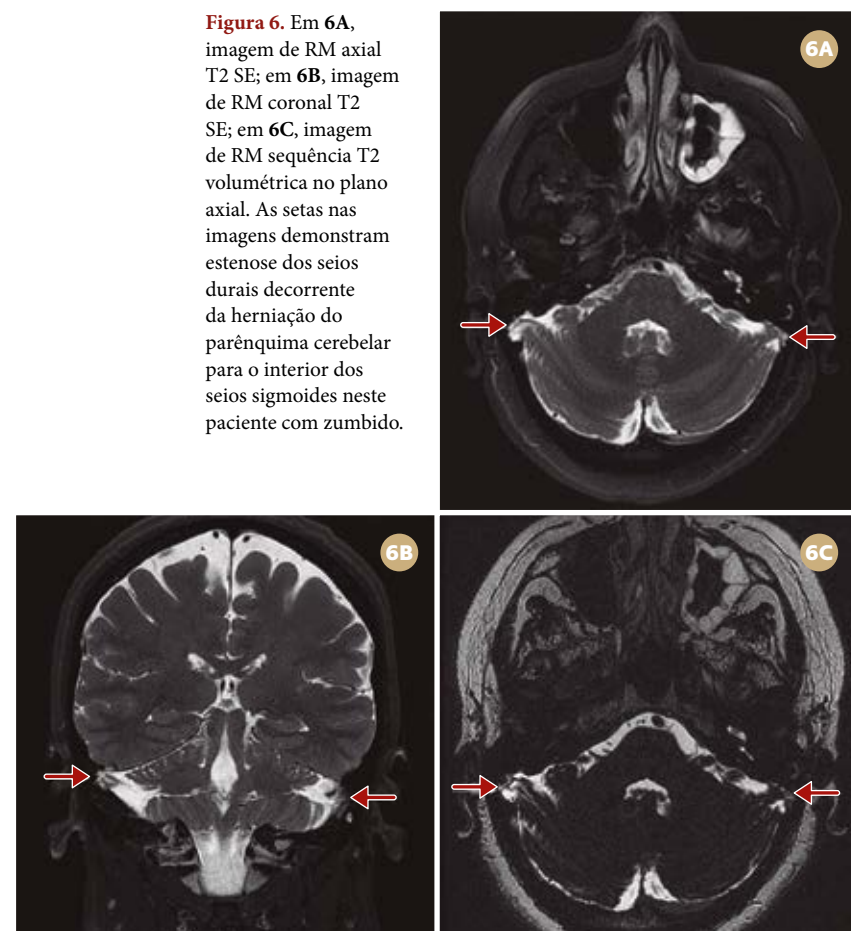 Figura 6. Em 6A,
imagem de RM axial
T2 SE; em 6B, imagem
de RM coronal T2
SE; em 6C, imagem
de RM sequência T2
volumétrica no plano
axial. As setas nas
imagens demonstram
estenose dos seios
durais decorrente
da herniação do
parênquima cerebelar
para o interior dos
seios sigmoides neste
paciente com zumbido.
6A
6B
6C